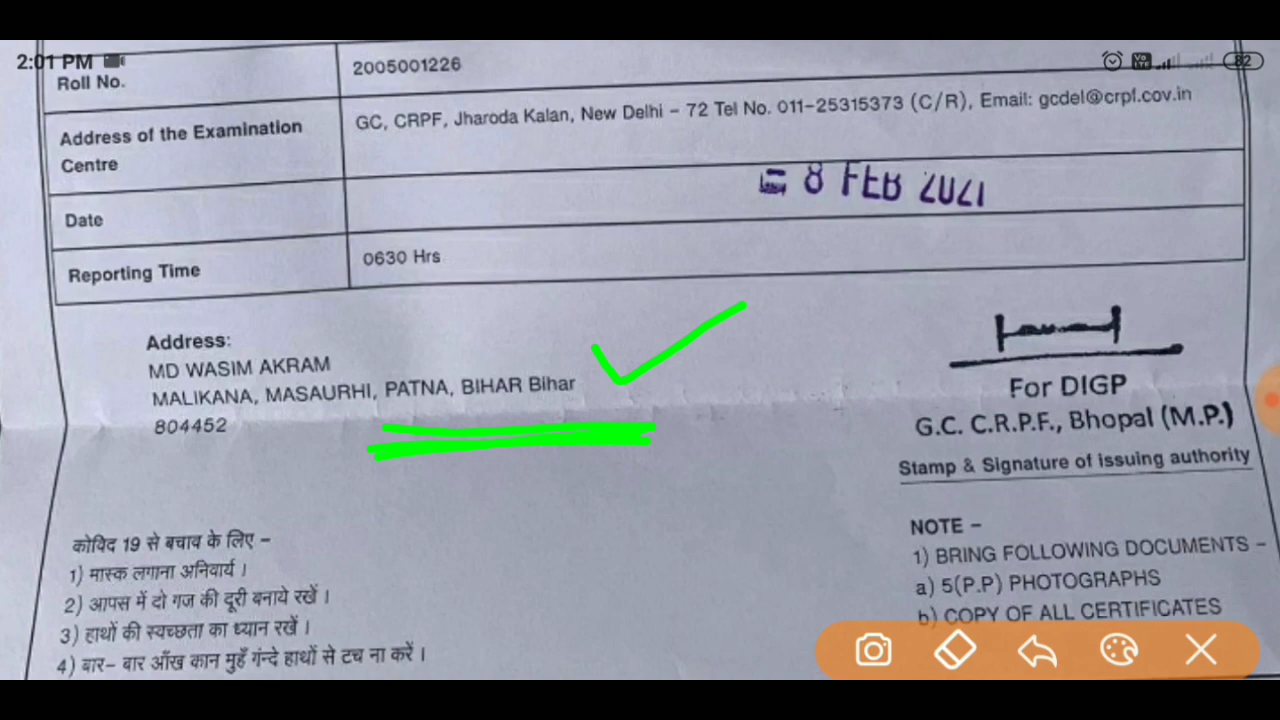 2:01 PM
82
Roll No.
2005001226
Address of the Examination
Centre
GC, CRPF, Jharoda Kalan, New Delhi – 72 Tel No. 011–25315373 (C/R), Email: gcdel@crpf.cov.in
Date
8 FEB 2021
Reporting Time
0630 Hrs
Address:
MD WASIM AKRAM
MALIKANA, MASAURHI, PATNA, BIHAR Bihar
804452
For DIGP
G.C. C.R.P.F., Bhopal (M.P.)
Stamp & Signature of issuing authority
कोविद 19 से बचाव के लिए –
1) मास्क लगाना अनिवार्य ।
2) आपस में दो गज की दूरी बनाये रखें ।
3) हाथों की स्वच्छता का ध्यान रखें ।
4) बार– बार आँख कान मुहँ गंन्दे हाथों से टच ना करें ।
NOTE –
1) BRING FOLLOWING DOCUMENTS –
a) 5(P.P) PHOTOGRAPHS
b) COPY OF ALL CERTIFICATES